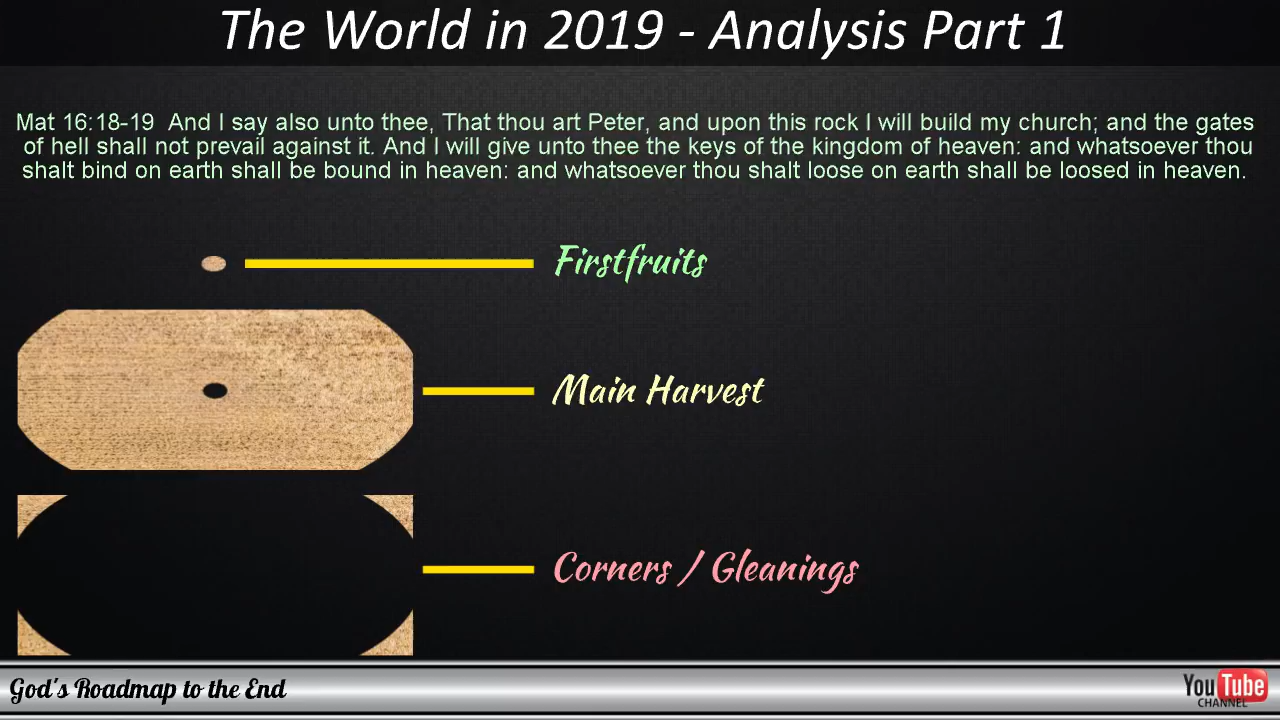 The World in 2019 - Analysis Part 1
Mat 16:18-19  And I say also unto thee, That thou art Peter, and upon this rock I will build my church; and the gates
of hell shall not prevail against it. And I will give unto thee the keys of the kingdom of heaven: and whatsoever thou
shalt bind on earth shall be bound in heaven: and whatsoever thou shalt loose on earth shall be loosed in heaven.
Firstfruits
Main Harvest
Corners / Gleanings
God's Roadmap to the End
YouTube
CHANNEL